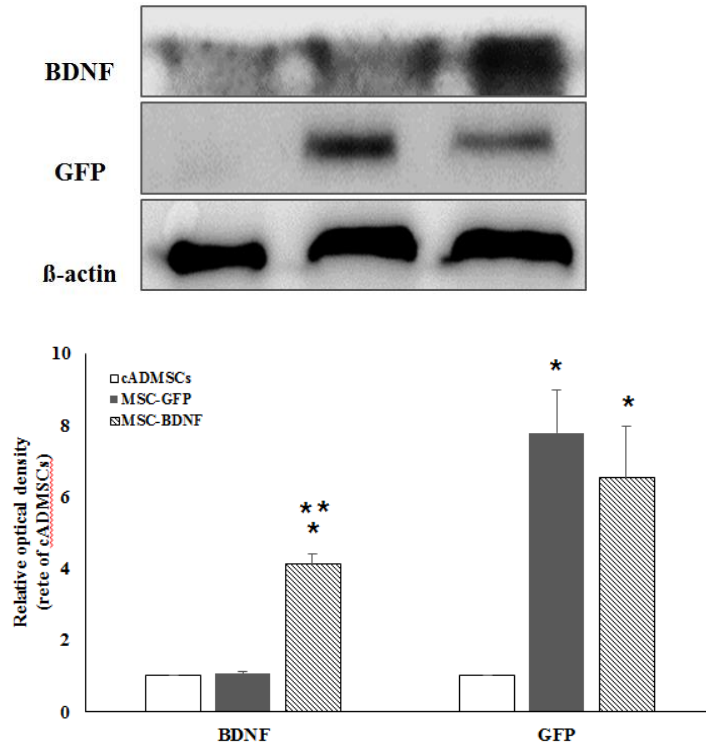 BDNF
GFP
ß-actin
10
8
6
4
2
0
Relative optical density
(rete of cADMSCs)
cADMSCs
MSC-GFP
MSC-BDNF
**
*
*
*
BDNF
GFP